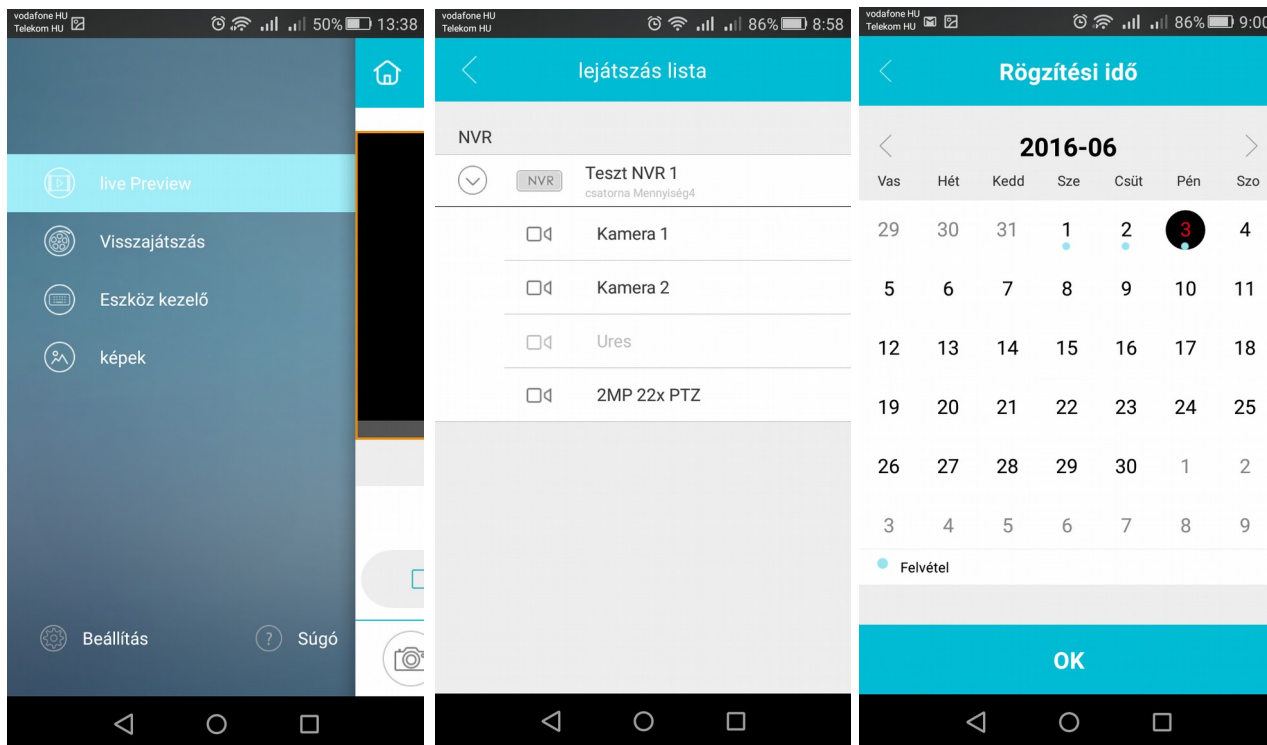 vodafone HU
Telekom HU
50% 13:38
live Preview
Visszajátszás
Eszköz kezelő
képek
Beállítás
? Súgó
vodafone HU
Telekom HU
86% 8:58
lejátszás lista
NVR
NVR Teszt NVR 1
csatorna Mennyiség4
Kamera 1
Kamera 2
Ures
2MP 22x PTZ
vodafone HU
Telekom HU
86% 9:00
Rögzítési idő
2016-06
Vas Hét Kedd Sze Csüt Pén Szo
29 30 31 1 2 3 4
5 6 7 8 9 10 11
12 13 14 15 16 17 18
19 20 21 22 23 24 25
26 27 28 29 30 1 2
3 4 5 6 7 8 9
Felvétel
OK